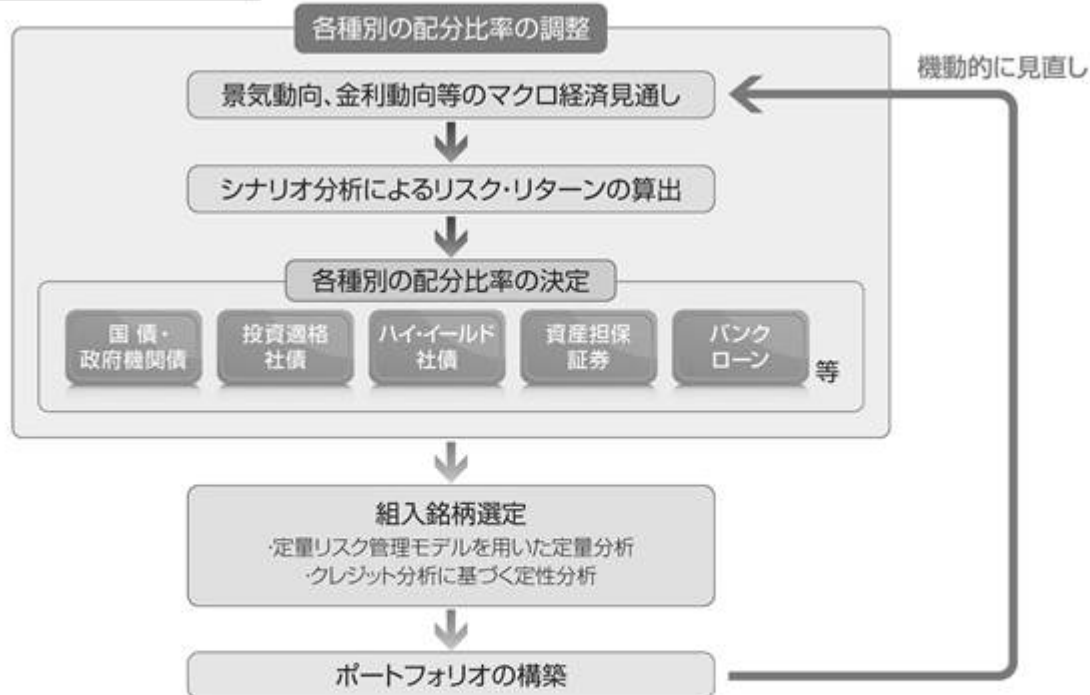 各種別の配分比率の調整
機動的に見直し
景気動向、金利動向等のマクロ経済見通し
シナリオ分析によるリスク・リターンの算出
各種別の配分比率の決定
国 債・
政府機関債
投資適格
社債
ハイ・イールド
社債
資産担保
証券
バンク
ローン
等
組入銘柄選定
・定量リスク管理モデルを用いた定量分析
・クレジット分析に基づく定性分析
ポートフォリオの構築